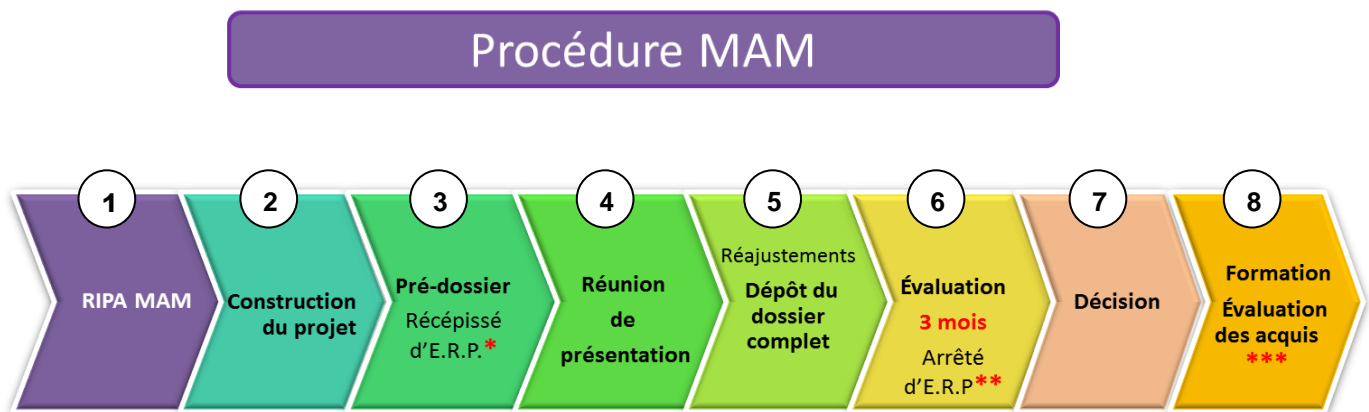 Procédure MAM
1
RIPA MAM
2
Construction
du projet
3
Pré-dossier
Récépissé
d'E.R.P.*
4
Réunion
de
présentation
5
Réajustements
Dépôt du
dossier
complet
6
Évaluation
3 mois
Arrêté
d'E.R.P**
7
Décision
8
Formation
Évaluation
des acquis
***